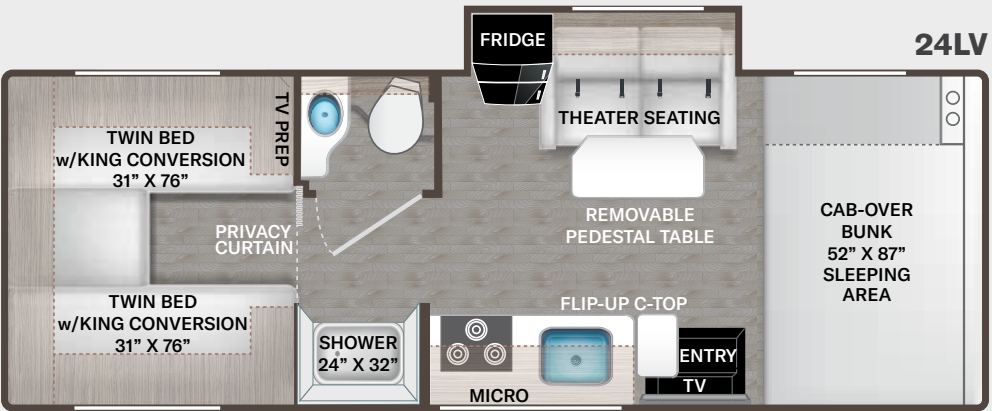 24LV
FRIDGE
THEATER SEATING
TV PREP
TWIN BED
w/KING CONVERSION
31” X 76”
REMOVABLE
PEDESTAL TABLE
PRIVACY
CURTAIN
CAB-OVER
BUNK
52” X 87”
SLEEPING
AREA
TWIN BED
w/KING CONVERSION
31” X 76”
FLIP-UP C-TOP
SHOWER
24” X 32”
ENTRY
TV
MICRO